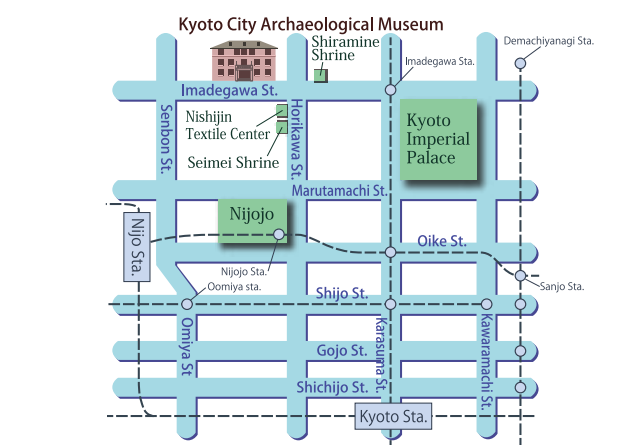 Kyoto City Archaeological Museum
Shiramine
Shrine
Demachiyanagi Sta.
Imadegawa Sta.
Imadegawa St.
Senbon St.
Nishijin
Textile Center
Seimei Shrine
Horikawa St.
Kyoto
Imperial
Palace
Marutamachi St.
Nijojo
Nijo Sta.
Oike St.
Nijojo Sta.
Oomiya sta.
Sanjo Sta.
Shijo St.
Omiya St
Karasuma St.
Kawaramachi St.
Gojo St.
Shichijo St.
Kyoto Sta.